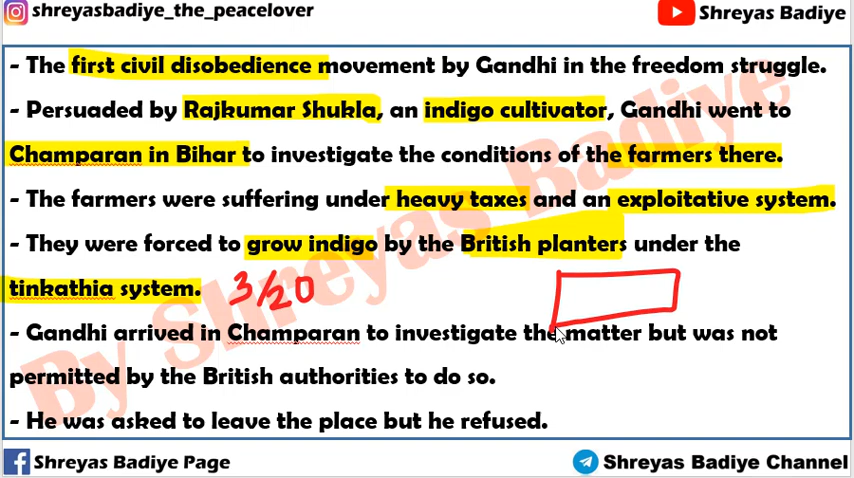 shreyasbadiye_the_peacelover
Shreyas Badiye
- The first civil disobedience movement by Gandhi in the freedom struggle.
- Persuaded by Rajkumar Shukla, an indigo cultivator, Gandhi went to
Champaran in Bihar to investigate the conditions of the farmers there.
- The farmers were suffering under heavy taxes and an exploitative system.
- They were forced to grow indigo by the British planters under the
tinkathia system. 3/20
- Gandhi arrived in Champaran to investigate the matter but was not
permitted by the British authorities to do so.
- He was asked to leave the place but he refused.
By Shreyas Badiye
Shreyas Badiye Page
Shreyas Badiye Channel